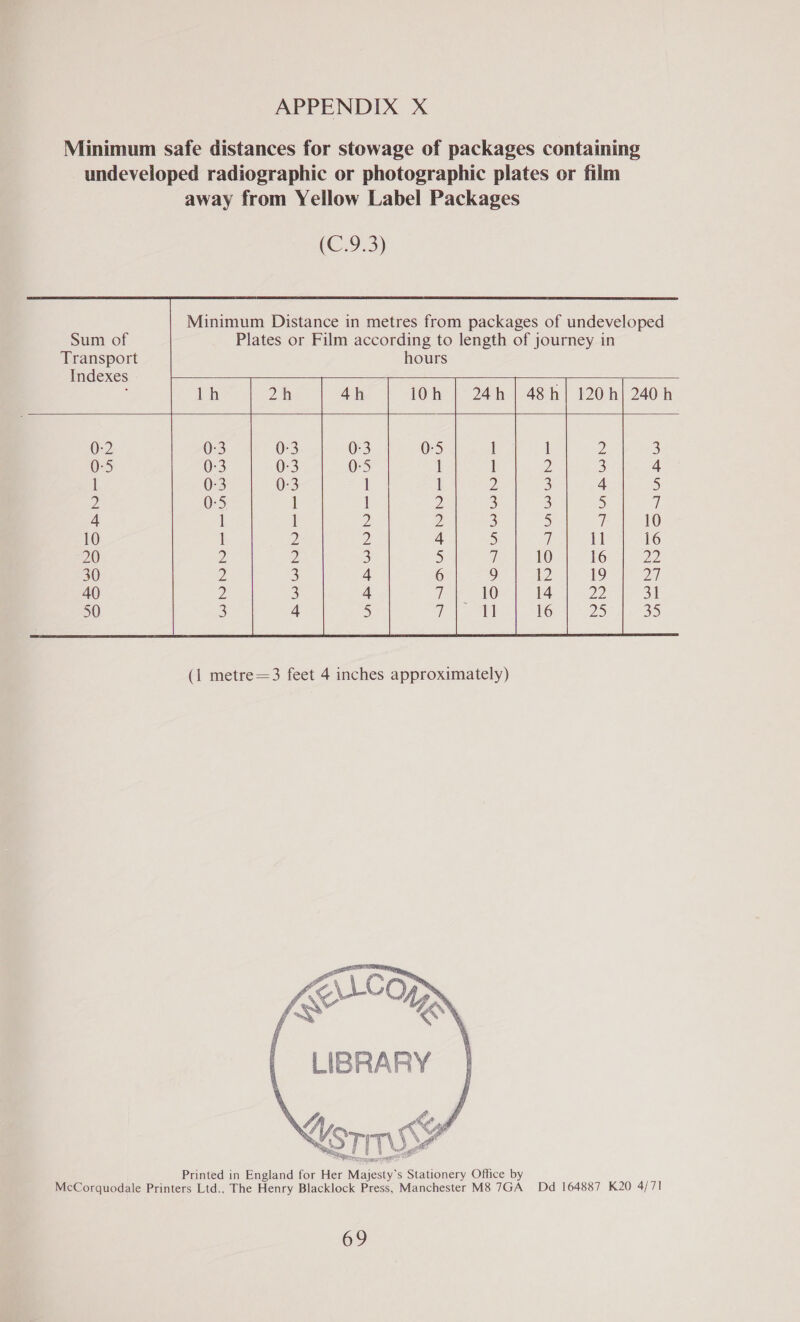 APPENDIX X
Minimum safe distances for stowage of packages containing
undeveloped radiographic or photographic plates or film
away from Yellow Label Packages
(C.9.3)
Sum of Transport Indexes
Minimum Distance in metres from packages of undeveloped
Plates or Film according to length of journey in
hours
1 h 2 h 4 h 10 h 24 h 48 h 120 h 240 h
0·2 0·3 0·3 0·3 0·5 1 1 2 3
0·5 0·3 0·3 0·5 1 1 2 3 4
1 0·3 0·3 1 1 2 3 4 5
2 0·5 1 1 2 3 3 5 7
4 1 1 2 2 3 5 7 10
10 1 2 2 4 5 7 11 16
20 2 2 3 5 7 10 16 22
30 2 3 4 6 9 12 19 27
40 2 3 4 7 10 14 22 31
50 3 4 5 7 11 16 25 35
(1 metre=3 feet 4 inches approximately)
WELLCOME
LIBRARY
INSTITUTE
Printed in England for Her Majesty's Stationery Office by
McCorquodale Printers Ltd., The Henry Blacklock Press, Manchester M8 7GA Dd 164887 K20 4/71
69